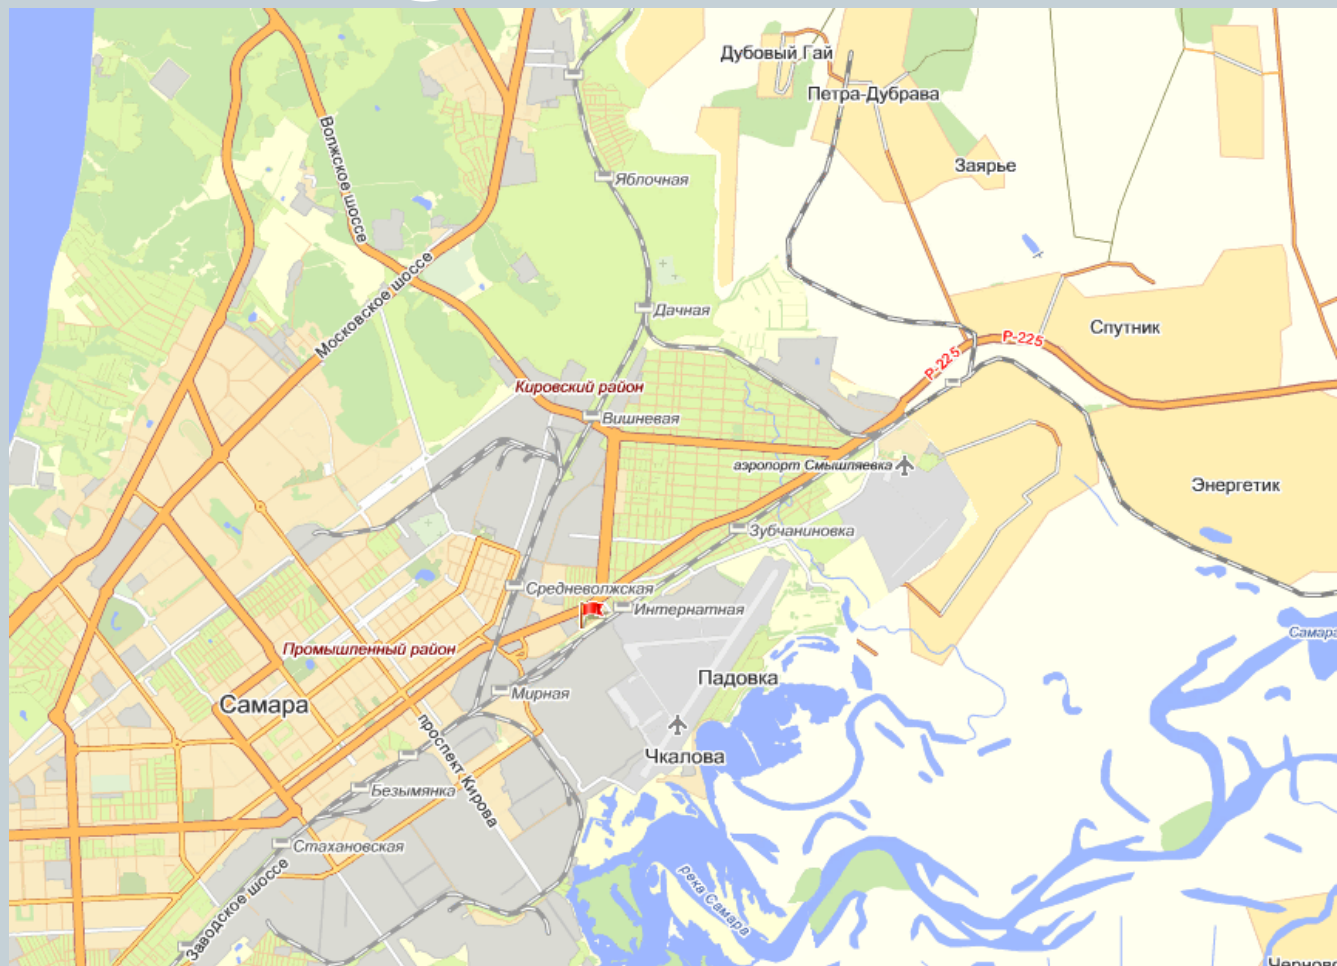 Дубовый Гай
Петра-Дубрава
Волжское шоссе
Заярье
Яблочная
Московское шоссе
Дачная
Спутник
Р-225
Р-225
Кировский район
Вишневая
аэропорт Смышляевка
Энергетик
Зубчаниновка
Средневолжская
Интернатная
Самара
Промышленный район
Падовка
Мирная
Самара
проспект Кирова
Чкалова
Безымянка
Стахановская
Заводское шоссе
река Самара